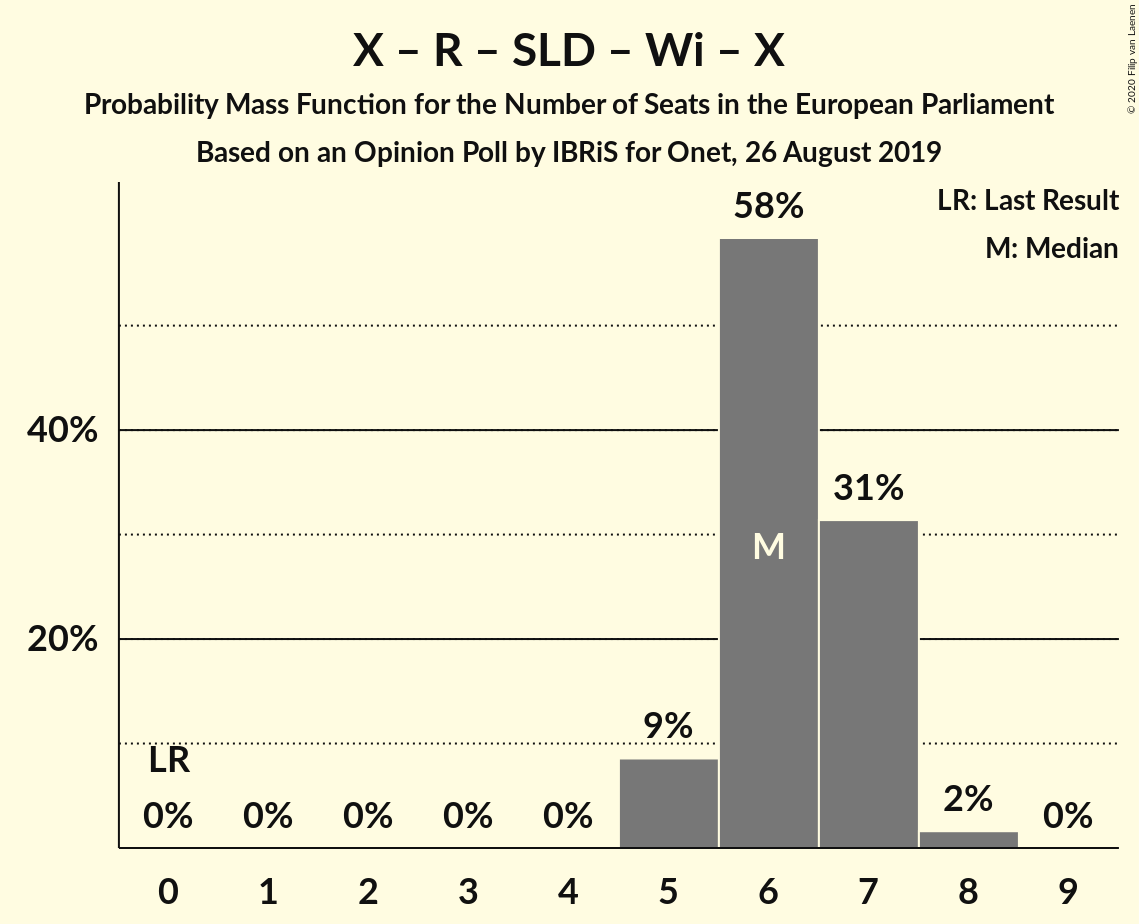 X – R – SLD – Wi – X
Probability Mass Function for the Number of Seats in the European Parliament
Based on an Opinion Poll by IBRiS for Onet, 26 August 2019
© 2020 Filip van Laenen
LR: Last Result
M: Median
58%
40%
31%
M
20%
9%
LR
2%
0% 0% 0% 0% 0% 0%
0 1 2 3 4 5 6 7 8 9